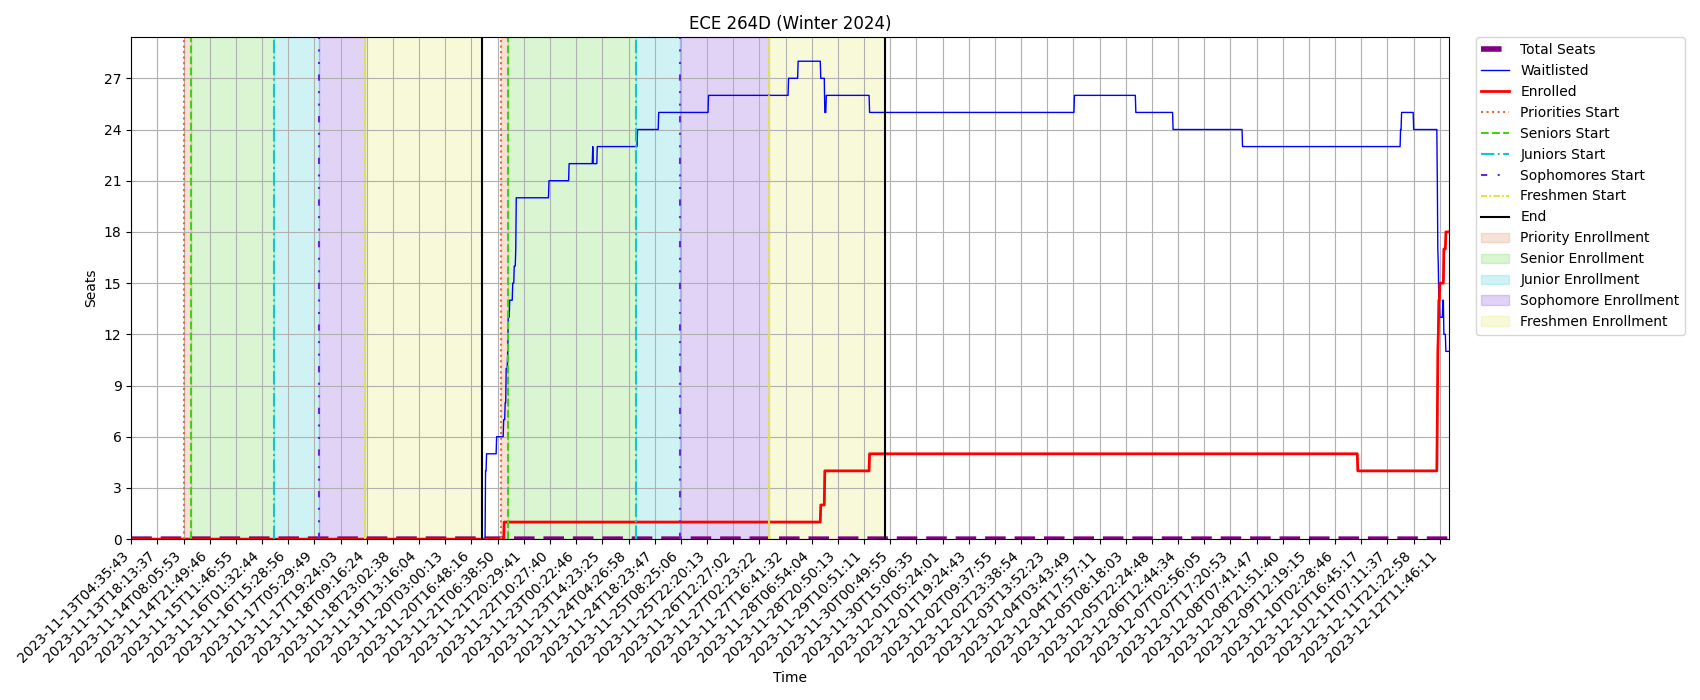 ECE 264D (Winter 2024)
Seats
27
24
21
18
15
12
9
6
3
0
2023-11-13T04:35:43
2023-11-13T18:13:37
2023-11-14T08:05:53
2023-11-14T21:49:46
2023-11-15T11:46:55
2023-11-16T01:32:44
2023-11-16T15:28:56
2023-11-17T05:29:49
2023-11-17T19:24:03
2023-11-18T09:16:24
2023-11-18T23:02:38
2023-11-19T13:16:04
2023-11-20T03:00:13
2023-11-20T16:48:16
2023-11-21T06:38:50
2023-11-21T20:29:41
2023-11-22T10:27:40
2023-11-23T00:22:46
2023-11-23T14:23:25
2023-11-24T04:26:58
2023-11-24T18:23:47
2023-11-25T08:25:06
2023-11-25T22:20:13
2023-11-26T12:27:02
2023-11-27T02:23:22
2023-11-27T16:41:32
2023-11-28T06:54:04
2023-11-28T20:50:13
2023-11-29T10:51:11
2023-11-30T00:49:55
2023-11-30T15:06:35
2023-12-01T05:24:01
2023-12-01T19:24:43
2023-12-02T09:37:55
2023-12-02T23:38:54
2023-12-03T13:52:23
2023-12-04T03:43:49
2023-12-04T17:57:11
2023-12-05T08:18:03
2023-12-05T22:24:48
2023-12-06T12:44:34
2023-12-07T02:56:05
2023-12-07T17:20:53
2023-12-08T07:41:47
2023-12-08T21:51:40
2023-12-09T12:19:15
2023-12-10T02:28:46
2023-12-10T16:45:17
2023-12-11T07:11:37
2023-12-11T21:22:58
2023-12-12T11:46:11
Time
Total Seats
Waitlisted
Enrolled
Priorities Start
Seniors Start
Juniors Start
Sophomores Start
Freshmen Start
End
Priority Enrollment
Senior Enrollment
Junior Enrollment
Sophomore Enrollment
Freshmen Enrollment